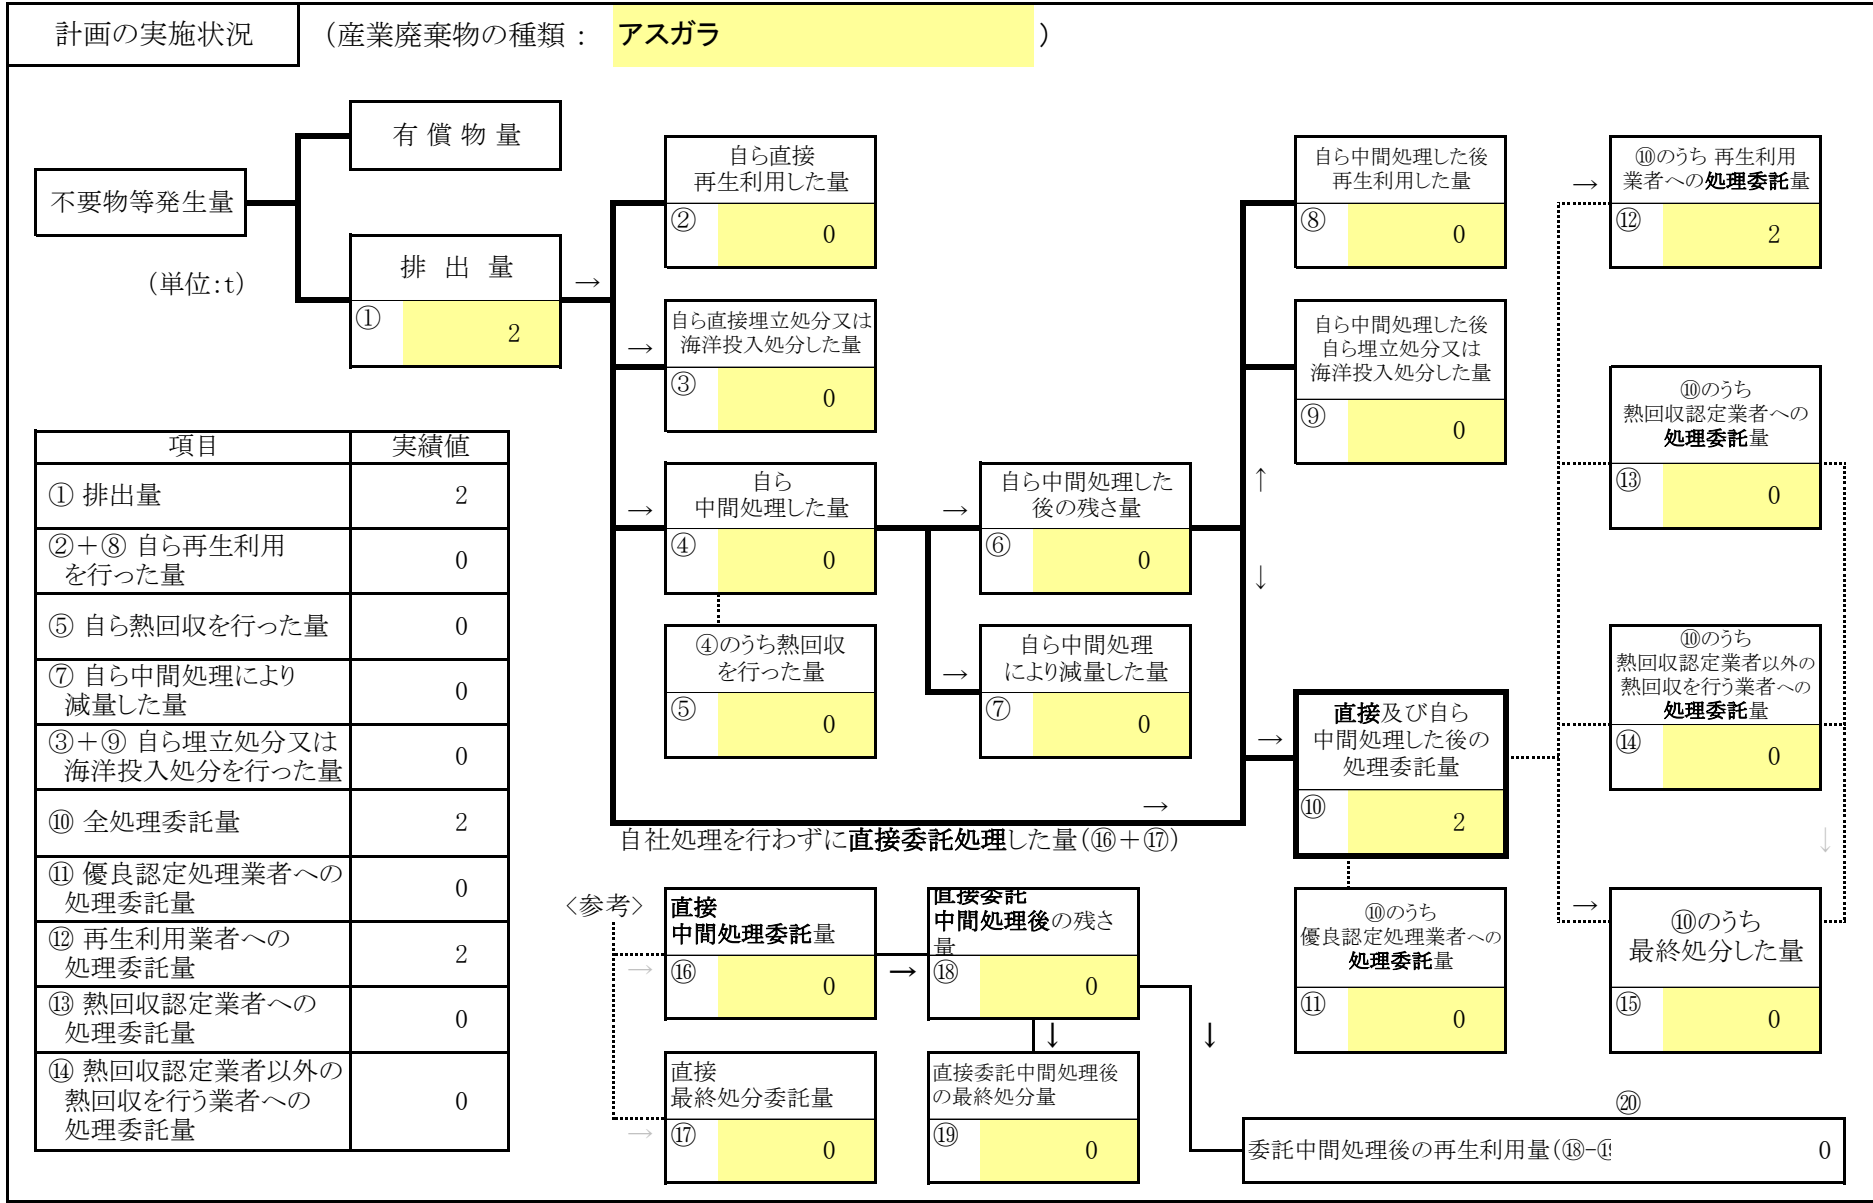 計画の実施状況
（産業廃棄物の種類： アスガラ ）
有 償 物 量
不要物等発生量
（単位:t）
排 出 量
① 2
→
自ら直接
再生利用した量
② 0
→
自ら直接埋立処分又は
海洋投入処分した量
③ 0
→
自ら
中間処理した量
④ 0
④のうち熱回収
を行った量
⑤ 0
→
自ら中間処理した
後の残さ量
⑥ 0
→
自ら中間処理
により減量した量
⑦ 0
↑
↓
自ら中間処理した後
再生利用した量
⑧ 0
自ら中間処理した後
自ら埋立処分又は
海洋投入処分した量
⑨ 0
→
直接及び自ら
中間処理した後の
処理委託量
⑩ 2
⑩のうち
優良認定処理業者への
処理委託量
⑪ 0
→
⑩のうち 再生利用
業者への処理委託量
⑫ 2
⑩のうち
熱回収認定業者への
処理委託量
⑬ 0
⑩のうち
熱回収認定業者以外の
熱回収を行う業者への
処理委託量
⑭ 0
↓
→
⑩のうち
最終処分した量
⑮ 0
→
自社処理を行わずに直接委託処理した量（⑯＋⑰）
〈参考〉
→
直接
中間処理委託量
⑯ 0
→
直接
最終処分委託量
⑰ 0
→
直接委託
中間処理後の残さ
量
⑱ 0
↓
直接委託中間処理後
の最終処分量
⑲ 0
↓
⑳
委託中間処理後の再生利用量（⑱-⑲ 0
項目 実績値
① 排出量 2
②＋⑧ 自ら再生利用
を行った量 0
⑤ 自ら熱回収を行った量 0
⑦ 自ら中間処理により
減量した量 0
③＋⑨ 自ら埋立処分又は
海洋投入処分を行った量 0
⑩ 全処理委託量 2
⑪ 優良認定処理業者への
処理委託量 0
⑫ 再生利用業者への
処理委託量 2
⑬ 熱回収認定業者への
処理委託量 0
⑭ 熱回収認定業者以外の
熱回収を行う業者への
処理委託量 0